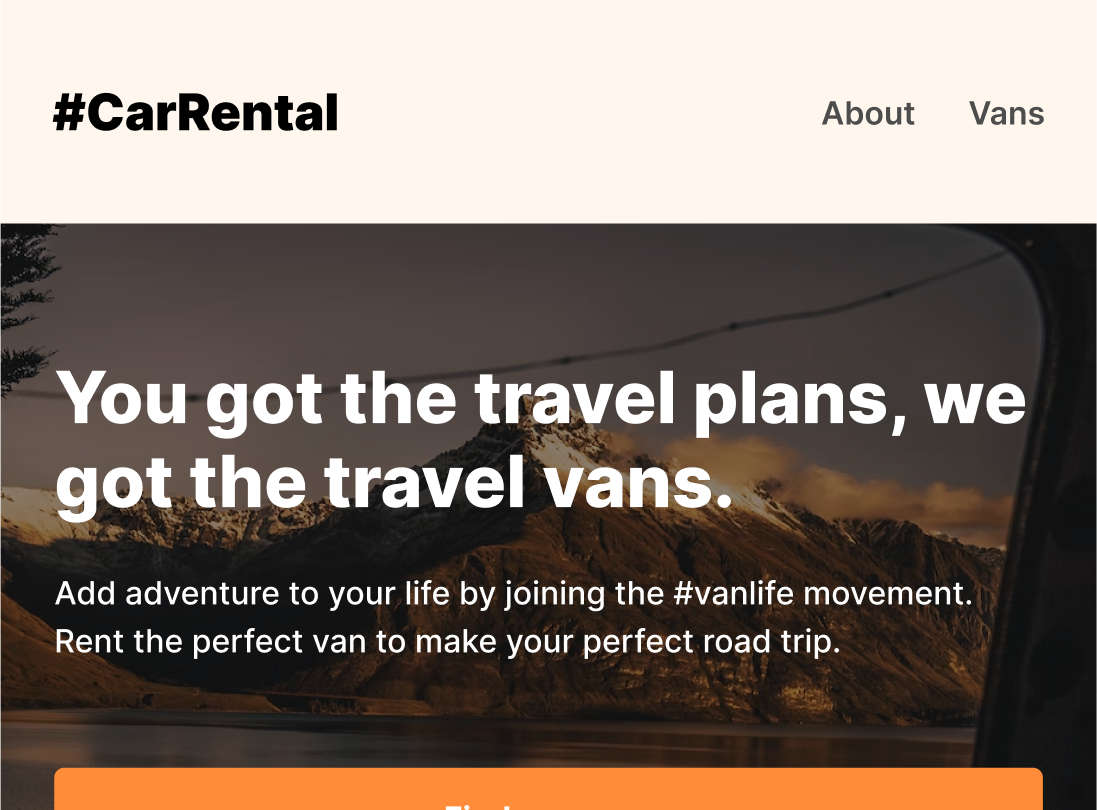 #CarRental
About Vans
You got the travel plans, we
got the travel vans.
Add adventure to your life by joining the #vanlife movement.
Rent the perfect van to make your perfect road trip.